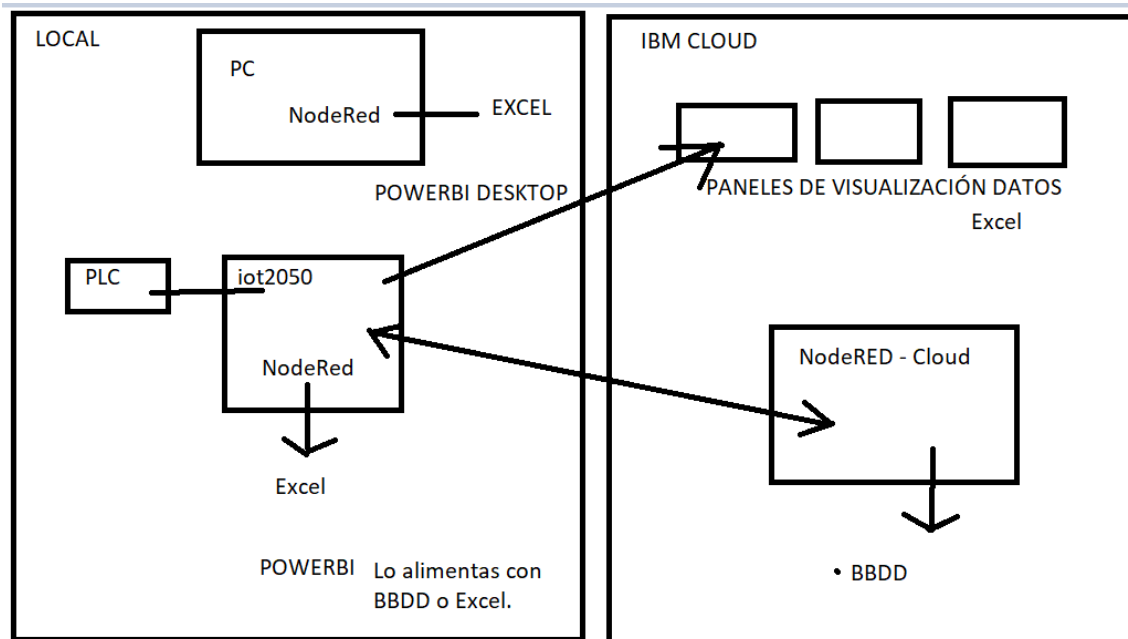 LOCAL
PC
NodeRed
EXCEL
POWERBI DESKTOP
PLC
iot2050
NodeRed
Excel
POWERBI
Lo alimentas con
BBDD o Excel.
IBM CLOUD
PANELES DE VISUALIZACIÓN DATOS
Excel
NodeRED - Cloud
• BBDD